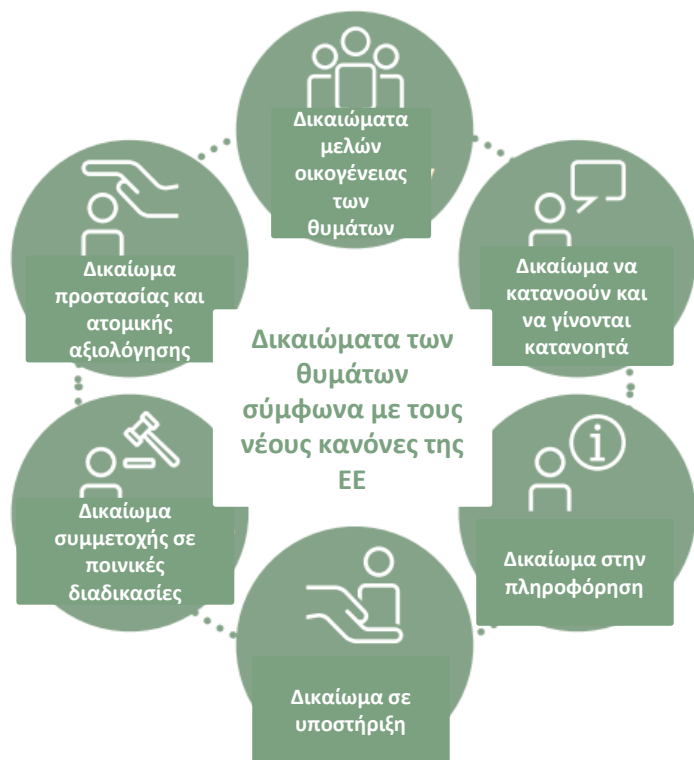 Δικαιώματα
μελών
οικογένειας
των
θυμάτων
Δικαίωμα να
κατανοούν και
να γίνονται
κατανοητά
Δικαίωμα στην
πληροφόρηση
Δικαίωμα σε
υποστήριξη
Δικαίωμα
συμμετοχής σε
ποινικές
διαδικασίες
Δικαίωμα
προστασίας και
ατομικής
αξιολόγησης
Δικαιώματα των
θυμάτων
σύμφωνα με τους
νέους κανόνες της
ΕΕ